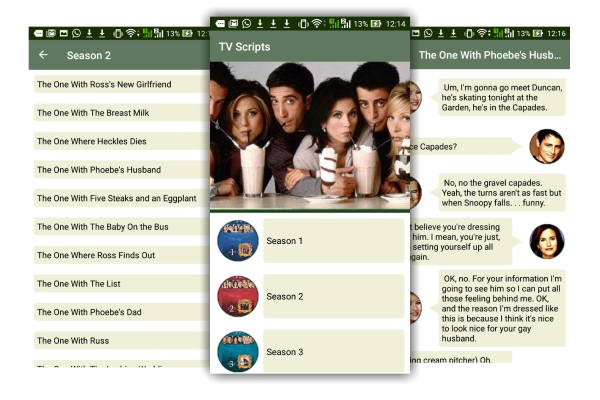 13% 12:1
Season 2
The One With Ross's New Girlfriend
The One With The Breast Milk
The One Where Heckles Dies
The One With Phoebe's Husband
The One With Five Steaks and an Eggplant
The One With The Baby On the Bus
The One Where Ross Finds Out
The One With The List
The One With Phoebe's Dad
The One With Russ
13% 12:14
TV Scripts
Season 1
Season 2
Season 3
13% 12:16
The One With Phoebe's Husb...
Um, I'm gonna go meet Duncan,
he's skating tonight at the
Garden, he's in the Capades.
ce Capades?
No, no the gravel capades.
Yeah, the turns aren't as fast but
when Snoopy falls. . . funny.
t believe you're dressing
him. I mean, you're just,
setting yourself up all
gain.
OK, no. For your information I'm
going to see him so I can put all
those feeling behind me. OK,
and the reason I'm dressed like
this is because I think it's nice
to look nice for your gay
husband.
ing cream pitcher) Oh,